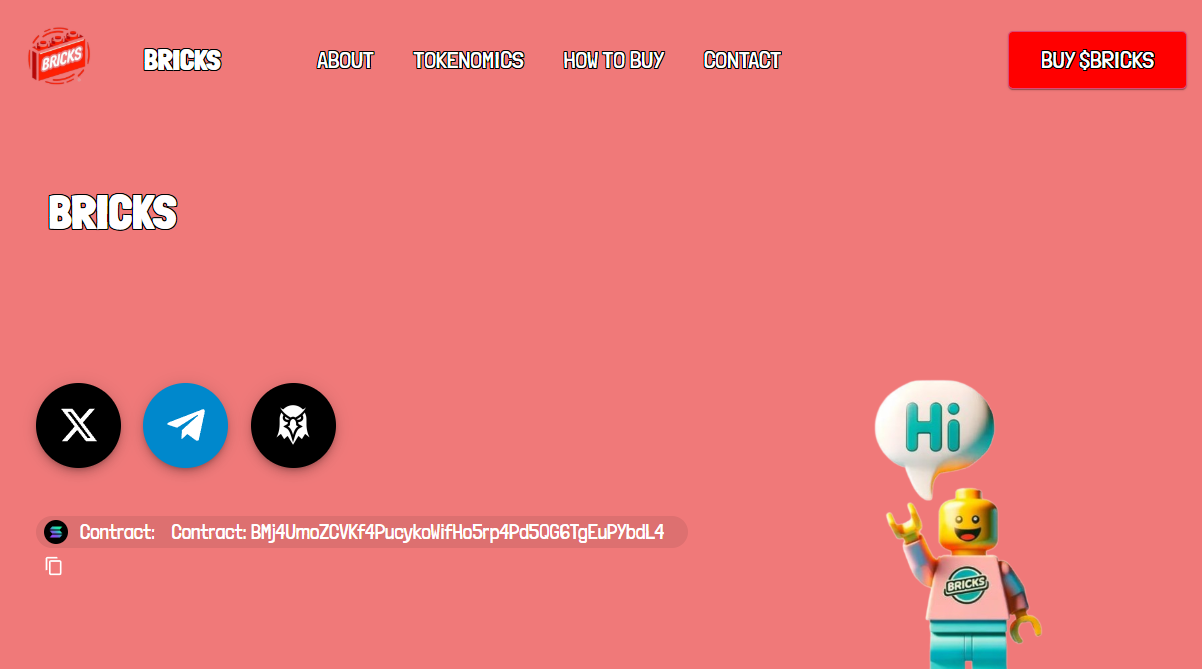 BRICKS
BRICKS
ABOUT
TOKENOMICS
HOW TO BUY
CONTACT
BUY $BRICKS
BRICKS
Hi
Contract: Contract: BMj4UmoZCVKf4PucykoWifHo5rp4Pd5QG6TgEuPYbdL4
BRICKS